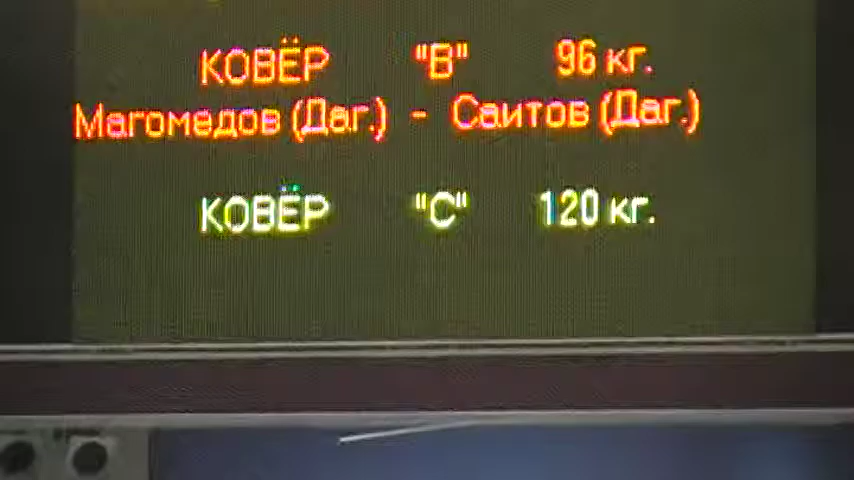 КОВЁР "В" 96 кг.
Магомедов (Даг.) - Саитов (Даг.)
КОВЁР "С" 120 кг.